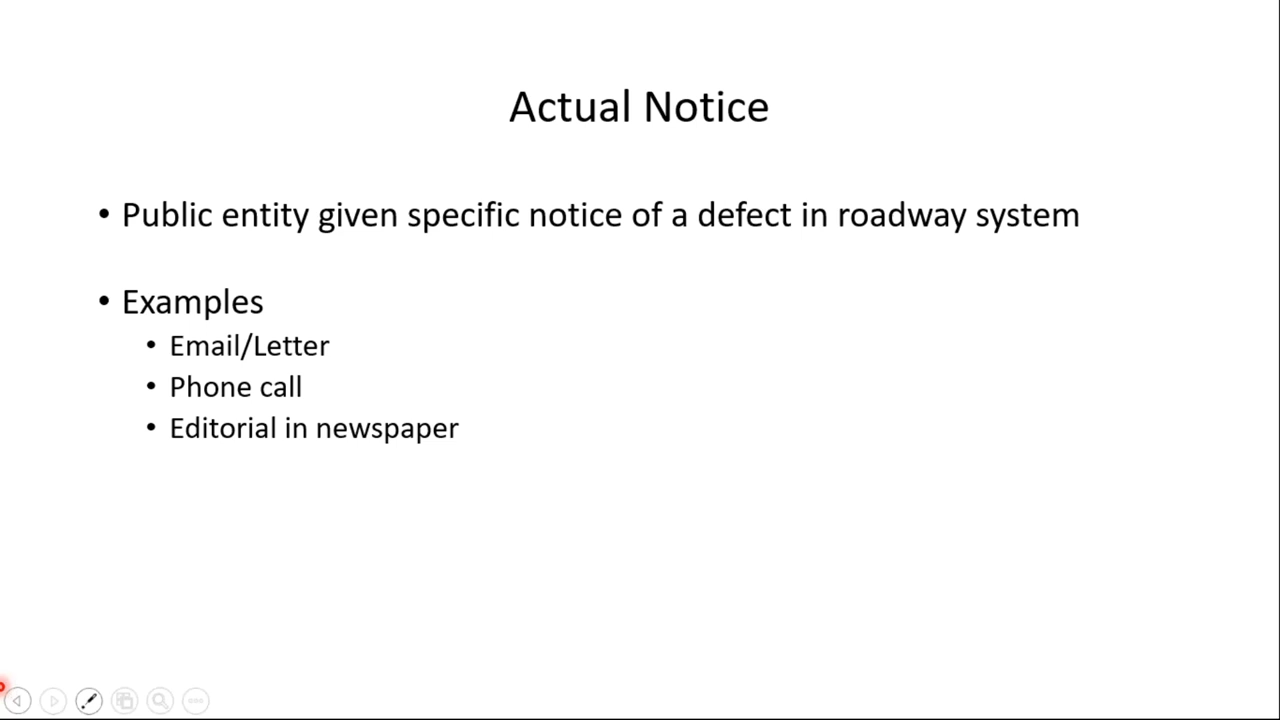 Actual Notice
• Public entity given specific notice of a defect in roadway system
• Examples
• Email/Letter
• Phone call
• Editorial in newspaper